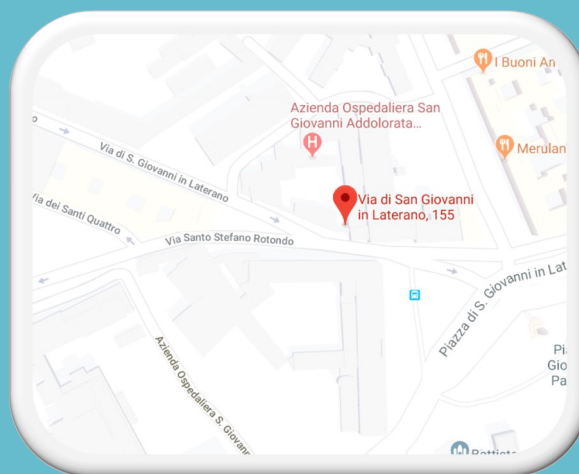 I Buoni An
Azienda Ospedaliera San
Giovanni Addolorata...
Merulan
Via di S. Giovanni in Laterano
Via di San Giovanni
in Laterano, 155
Via dei Santi Quattro
Via Santo Stefano Rotondo
Piazza di S. Giovanni in Lat
Azienda Ospedaliera S. Giovann
Pi
Gio
Pa